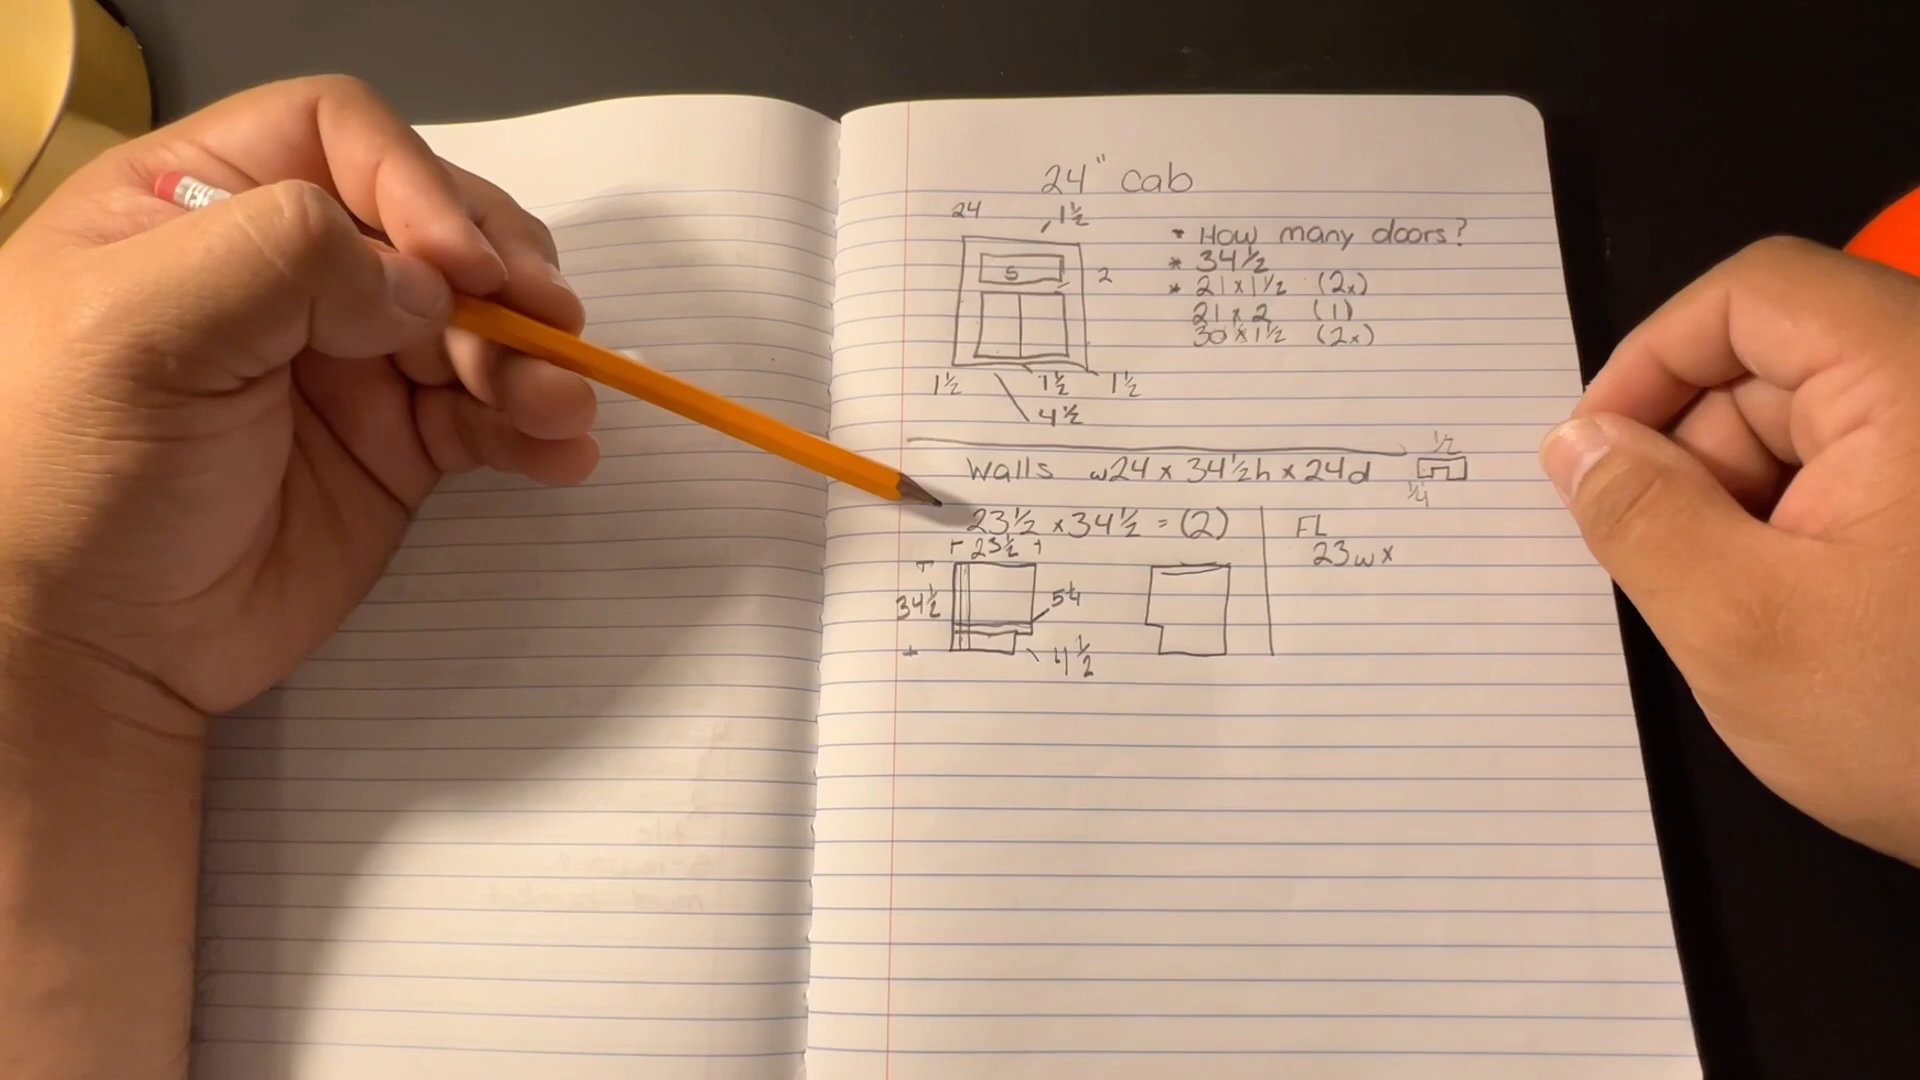 24" cab
24 1½
* How many doors?
* 34½
5 2
* 21 x 1½ (2x)
21 x 2 (1)
30 x 1½ (2x)
1½ 1½ 1½
4½
Walls w24 x 34½h x 24d
1/2
1/4
23½ x 34½ = (2)
FL
23½
23w x
34½
5¼
4½